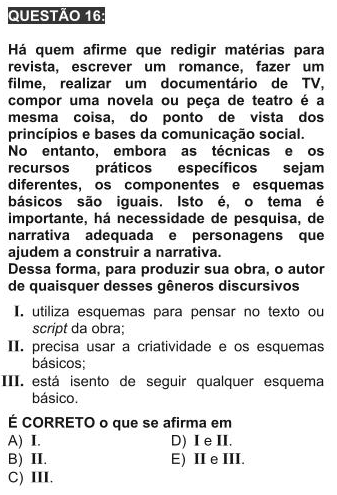 QUESTÃO 16:
Há quem afirme que redigir matérias para
revista, escrever um romance, fazer um
filme, realizar um documentário de TV,
compor uma novela ou peça de teatro é a
mesma coisa, do ponto de vista dos
princípios e bases da comunicação social.
No entanto, embora as técnicas e os
recursos práticos específicos sejam
diferentes, os componentes e esquemas
básicos são iguais. Isto é, o tema é
importante, há necessidade de pesquisa, de
narrativa adequada e personagens que
ajudem a construir a narrativa.
Dessa forma, para produzir sua obra, o autor
de quaisquer desses gêneros discursivos
I. utiliza esquemas para pensar no texto ou
script da obra;
II. precisa usar a criatividade e os esquemas
básicos;
III. está isento de seguir qualquer esquema
básico.
É CORRETO o que se afirma em
A) I. D) I e II.
B) II. E) II e III.
C) III.